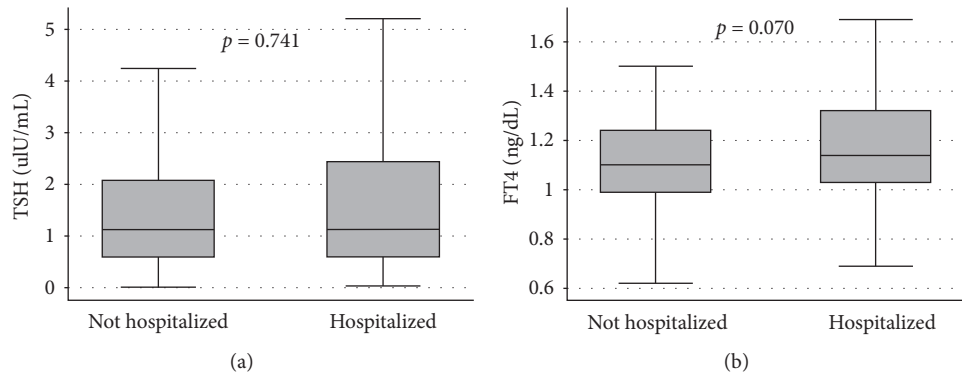 p = 0.741
TSH (uIU/mL)
5
4
3
2
1
0
Not hospitalized
Hospitalized
(a)
p = 0.070
FT4 (ng/dL)
1.6
1.4
1.2
1
0.8
0.6
Not hospitalized
Hospitalized
(b)